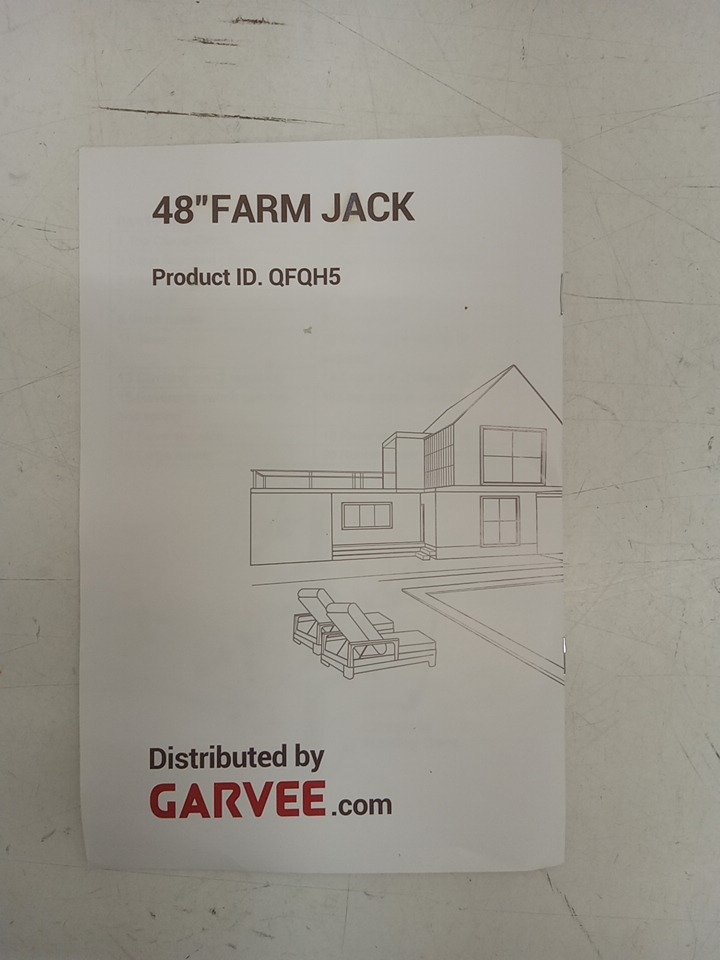 48"FARM JACK
Product ID. QFQH5
Distributed by
GARVEE.com